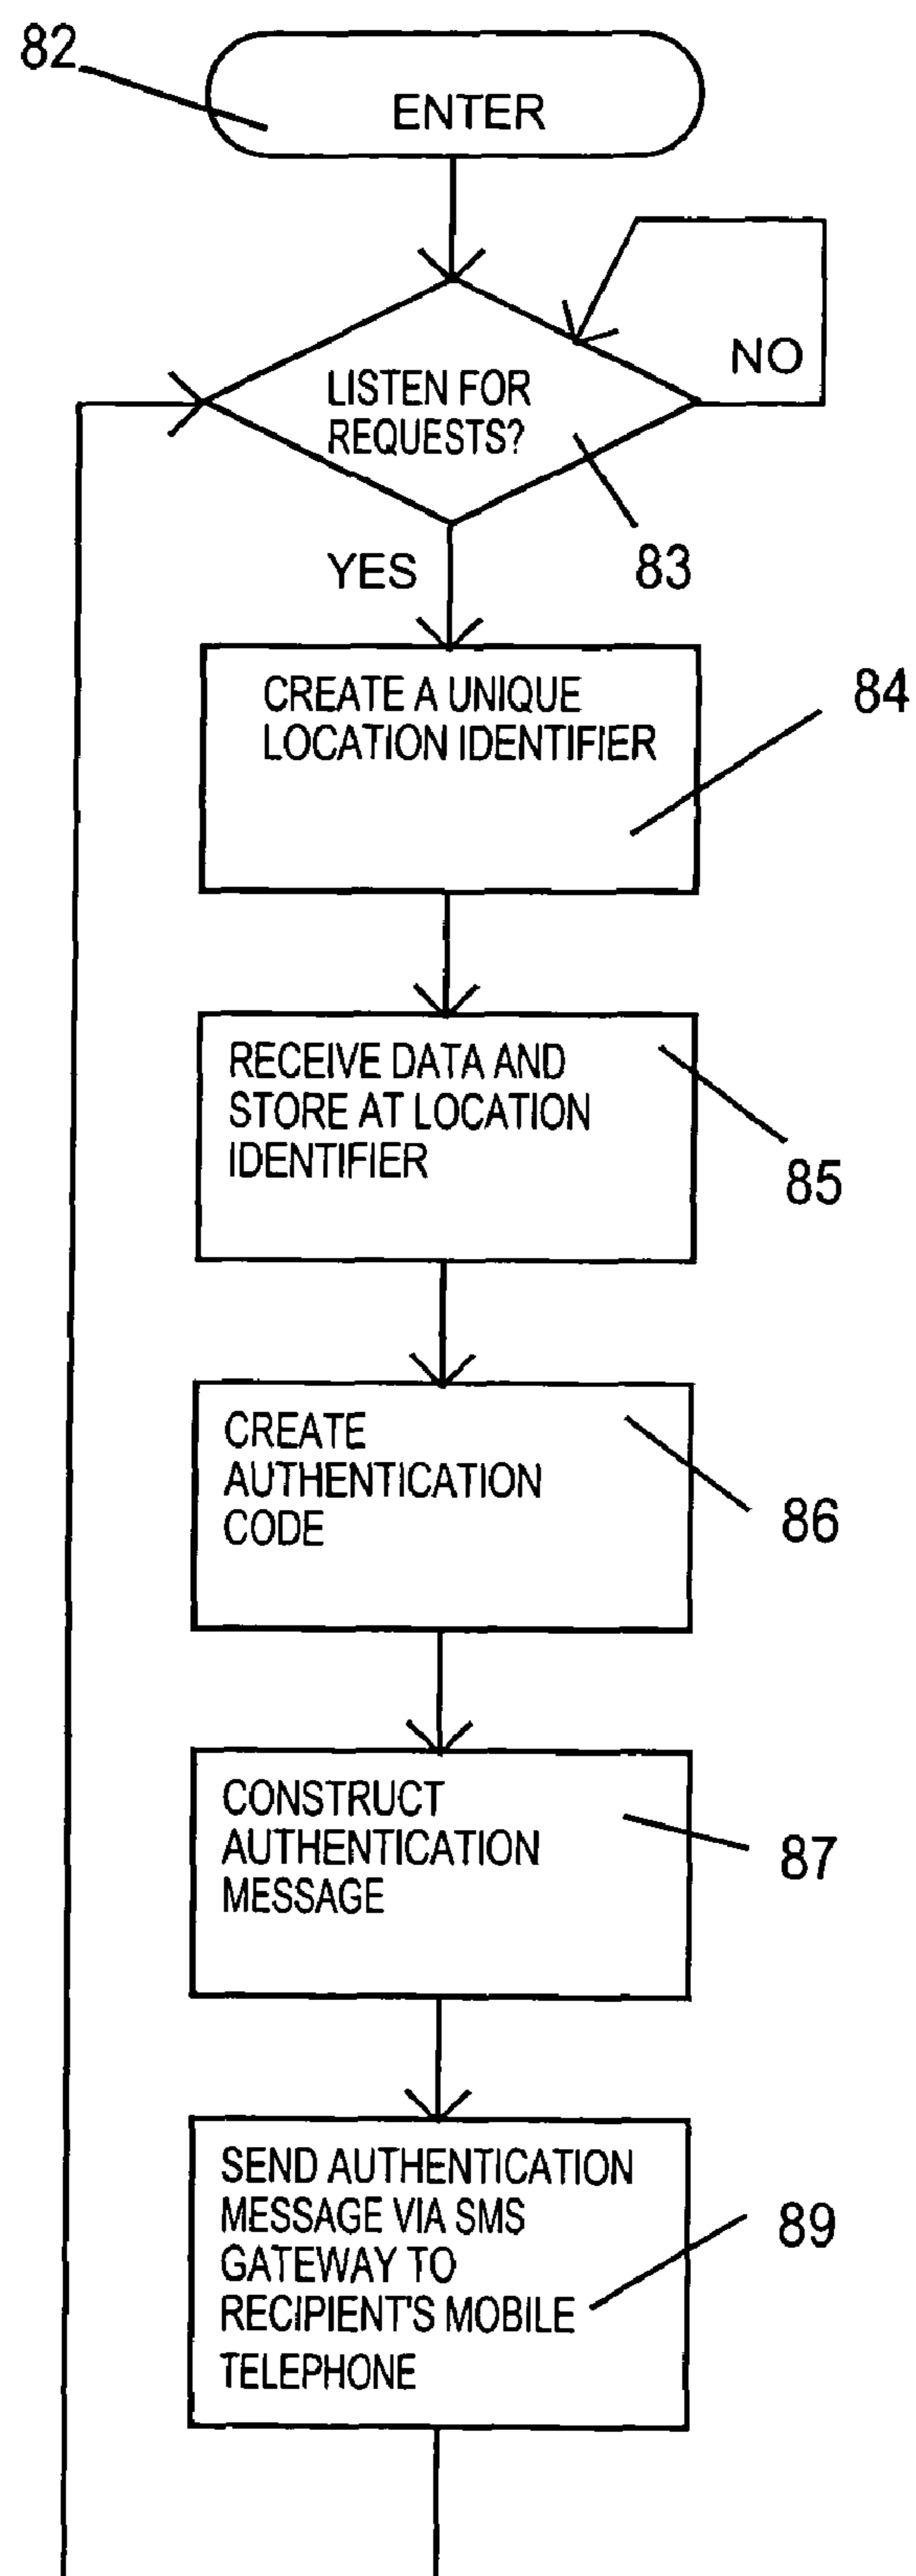 82
ENTER
NO
LISTEN FOR
REQUESTS?
YES
83
CREATE A UNIQUE
LOCATION IDENTIFIER
84
RECEIVE DATA AND
STORE AT LOCATION
IDENTIFIER
85
CREATE
AUTHENTICATION
CODE
86
CONSTRUCT
AUTHENTICATION
MESSAGE
87
SEND AUTHENTICATION
MESSAGE VIA SMS
GATEWAY TO
RECIPIENT'S MOBILE
TELEPHONE
89